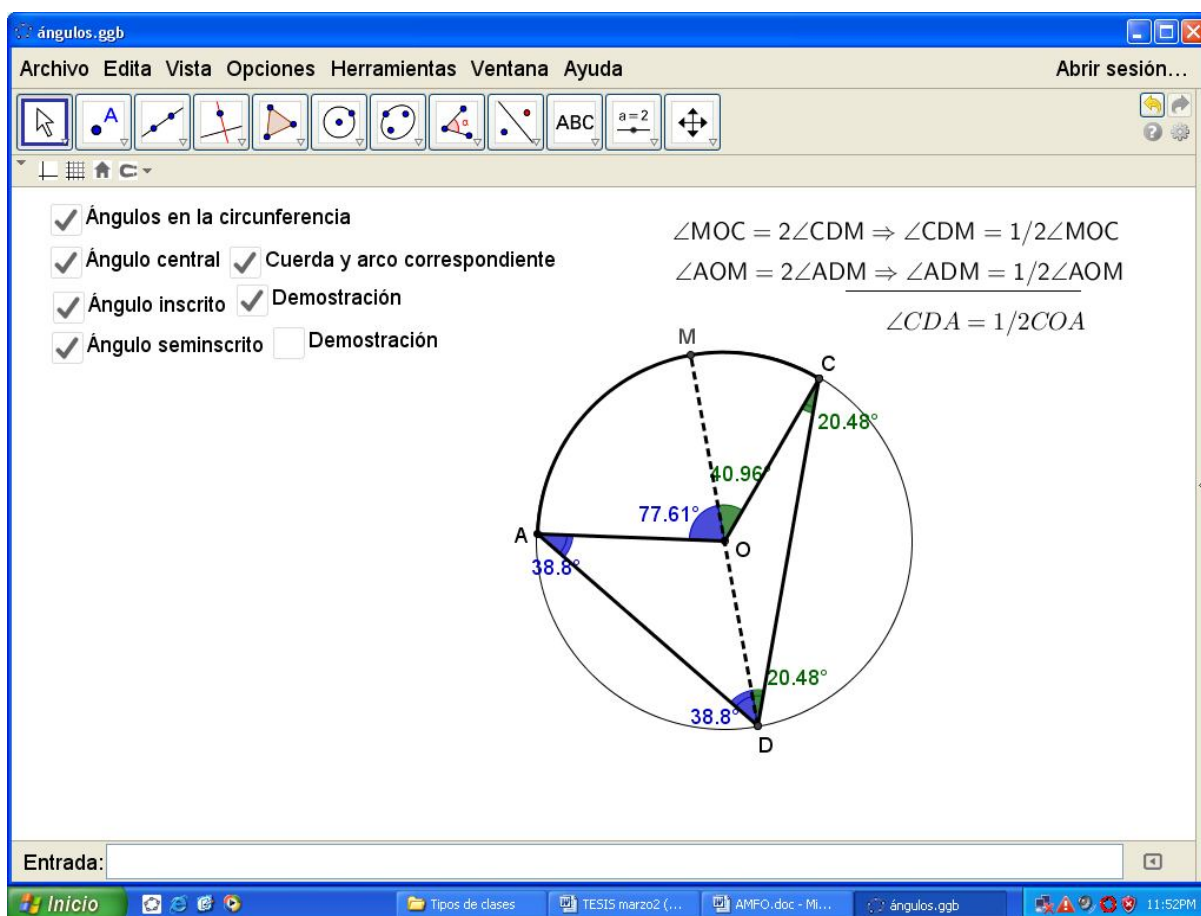 ángulos.ggb
Archivo Edita Vista Opciones Herramientas Ventana Ayuda Abrir sesión...
A ABC a = 2
Ángulos en la circunferencia
Ángulo central Cuerda y arco correspondiente
Ángulo inscrito Demostración
Ángulo seminscrito Demostración
∠MOC = 2∠CDM ⇒ ∠CDM = 1/2∠MOC
∠AOM = 2∠ADM ⇒ ∠ADM = 1/2∠AOM
∠CDA = 1/2COA
M
C
20.48°
40.96°
77.61°
A
O
38.8°
20.48°
38.8°
D
Entrada:
Inicio Tipos de clases TESIS marzo2 (... AMFO.doc - Mi... ángulos.ggb 11:52PM